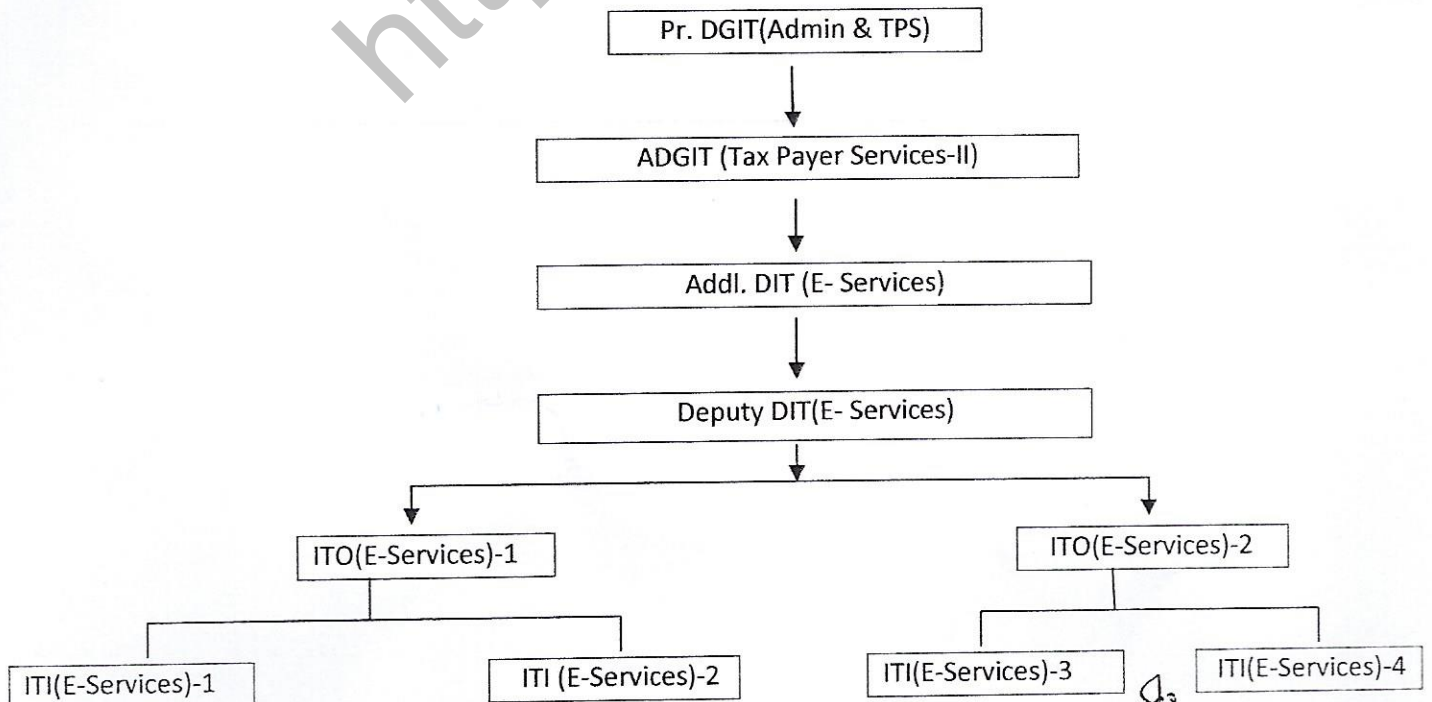 Pr. DGIT(Admin & TPS)
ADGIT (Tax Payer Services-II)
Addl. DIT (E- Services)
Deputy DIT(E- Services)
ITO(E-Services)-1
ITO(E-Services)-2
ITI(E-Services)-1
ITI (E-Services)-2
ITI(E-Services)-3
ITI(E-Services)-4